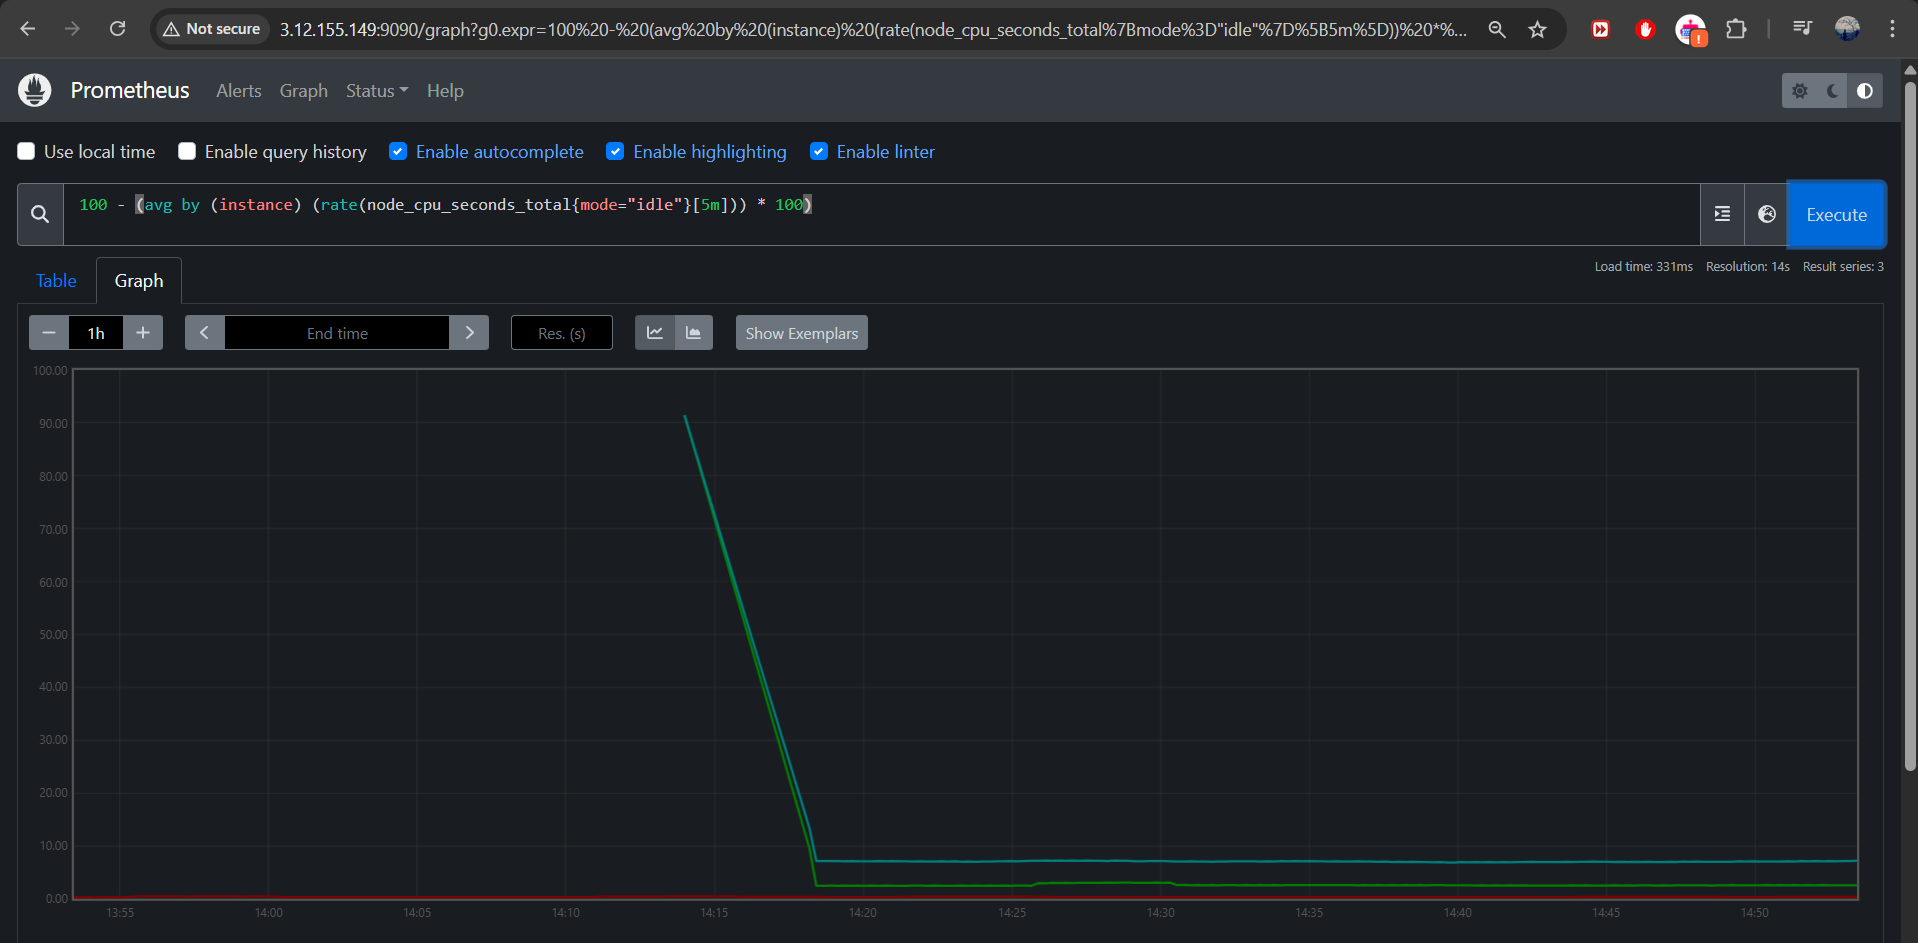 Not secure 3.12.155.149:9090/graph?g0.expr=100%20-%20(avg%20by%20(instance)%20(rate(node_cpu_seconds_total%7Bmode%3D"idle"%7D%5B5m%5D))%20*%...
Prometheus Alerts Graph Status Help
Use local time Enable query history Enable autocomplete Enable highlighting Enable linter
100 - (avg by (instance) (rate(node_cpu_seconds_total{mode="idle"}[5m])) * 100)
Execute
Table Graph
Load time: 331ms Resolution: 14s Result series: 3
− 1h + End time Res. (s) Show Exemplars
100.00
90.00
80.00
70.00
60.00
50.00
40.00
30.00
20.00
10.00
0.00
13:55 14:00 14:05 14:10 14:15 14:20 14:25 14:30 14:35 14:40 14:45 14:50